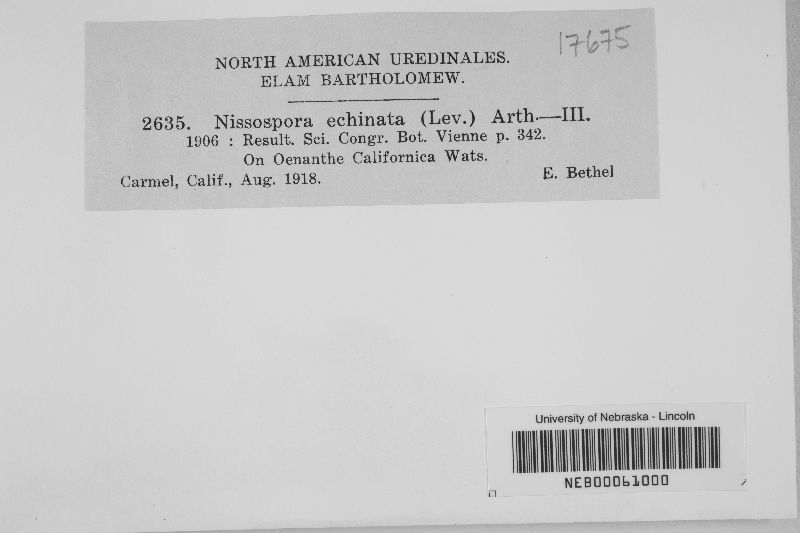 17675
NORTH AMERICAN UREDINALES.
ELAM BARTHOLOMEW.
2635. Nissospora echinata (Lev.) Arth.—III.
1906 : Result. Sci. Congr. Bot. Vienne p. 342.
On Oenanthe Californica Wats.
Carmel, Calif., Aug. 1918. E. Bethel
University of Nebraska - Lincoln
NEB00061000